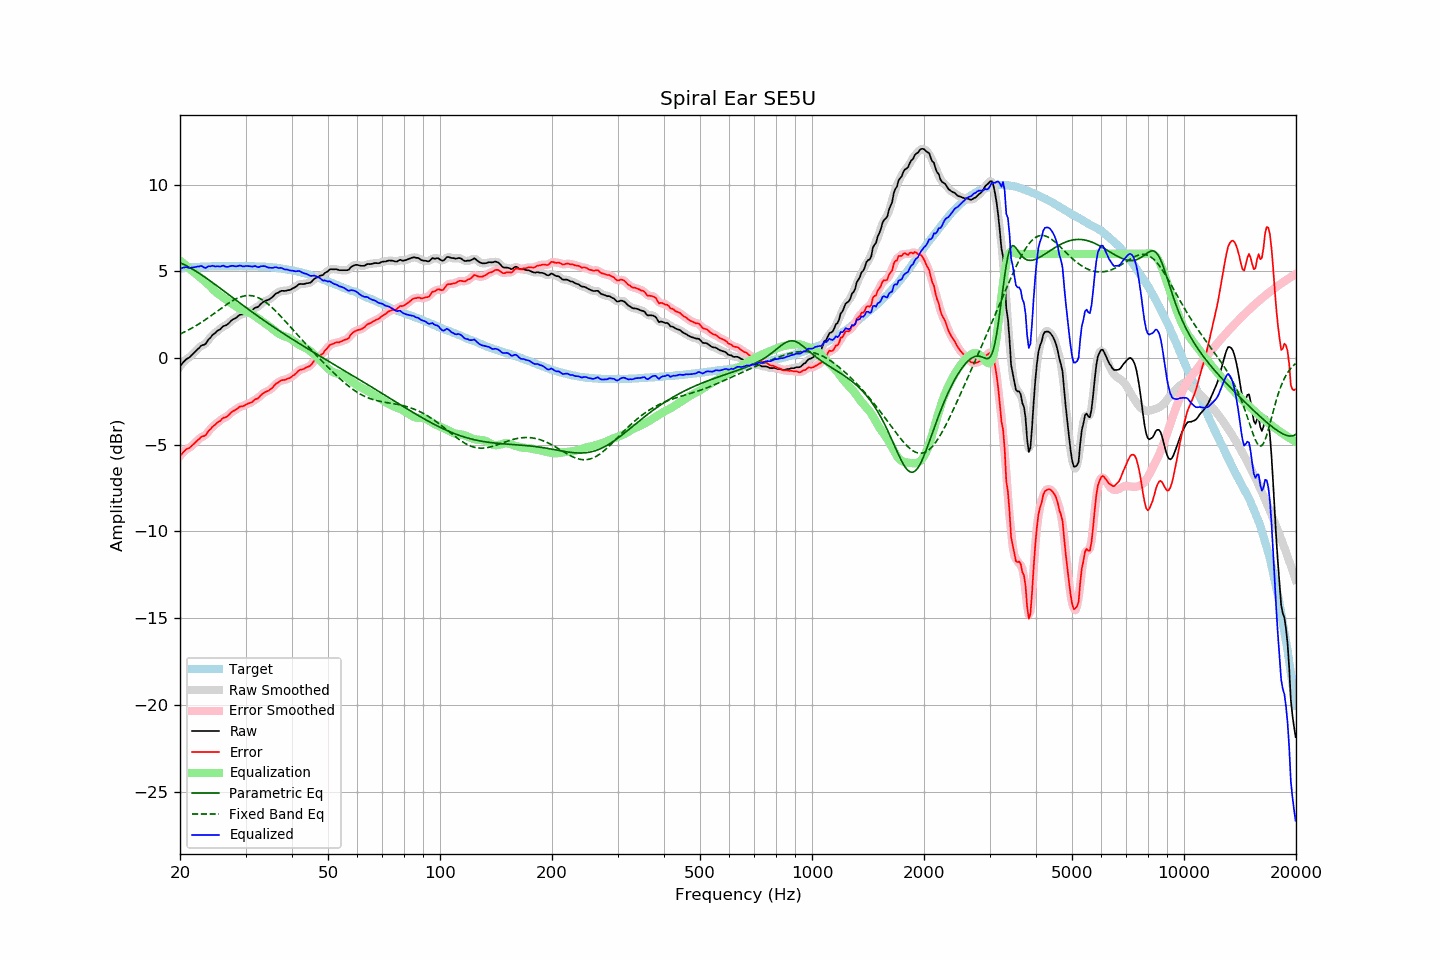 Spiral Ear SE5U
Amplitude (dBr)
10
5
0
−5
−10
−15
−20
−25
Target
Raw Smoothed
Error Smoothed
Raw
Error
Equalization
Parametric Eq
Fixed Band Eq
Equalized
20 50 100 200 500 1000 2000 5000 10000 20000
Frequency (Hz)